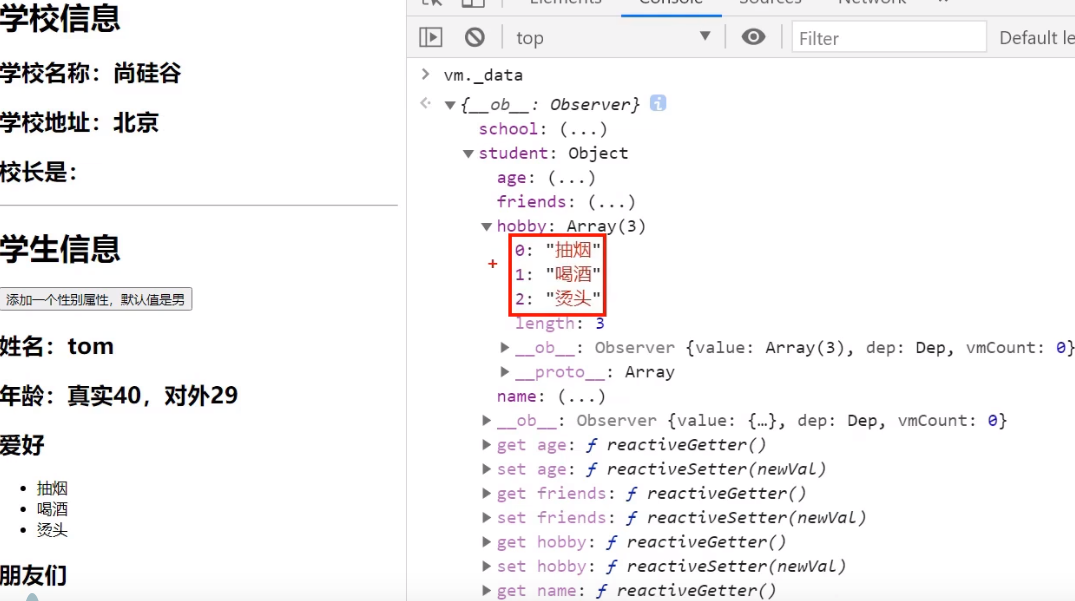 学校信息
学校名称：尚硅谷
学校地址：北京
校长是：
学生信息
添加一个性别属性，默认值是男
姓名：tom
年龄：真实40，对外29
爱好
抽烟
喝酒
烫头
朋友们
Elements Console Sources Network
top Filter Default le
vm._data
{__ob__: Observer}
school: (...)
student: Object
age: (...)
friends: (...)
hobby: Array(3)
0: "抽烟"
1: "喝酒"
2: "烫头"
length: 3
__ob__: Observer {value: Array(3), dep: Dep, vmCount: 0}
__proto__: Array
name: (...)
__ob__: Observer {value: {…}, dep: Dep, vmCount: 0}
get age: ƒ reactiveGetter()
set age: ƒ reactiveSetter(newVal)
get friends: ƒ reactiveGetter()
set friends: ƒ reactiveSetter(newVal)
get hobby: ƒ reactiveGetter()
set hobby: ƒ reactiveSetter(newVal)
get name: ƒ reactiveGetter()